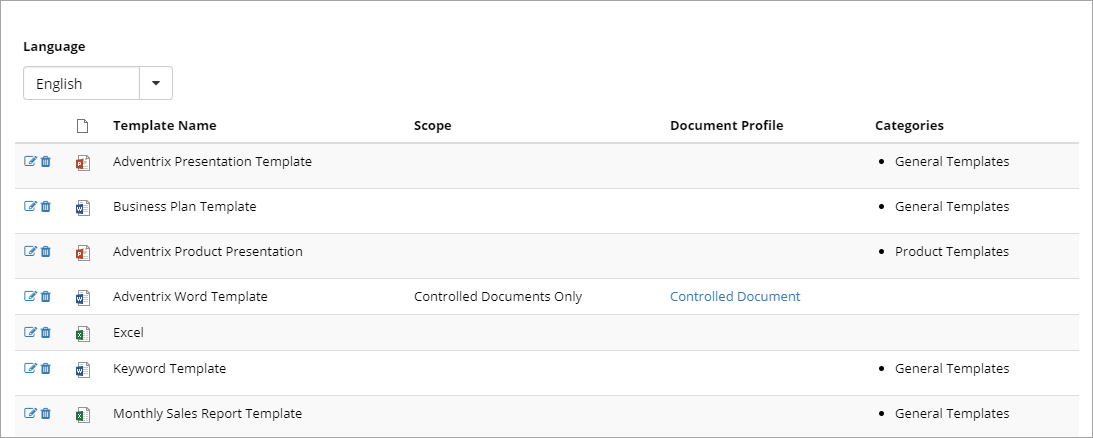 Language
English
Template Name Scope Document Profile Categories
Adventrix Presentation Template • General Templates
Business Plan Template • General Templates
Adventrix Product Presentation • Product Templates
Adventrix Word Template Controlled Documents Only Controlled Document
Excel
Keyword Template • General Templates
Monthly Sales Report Template • General Templates